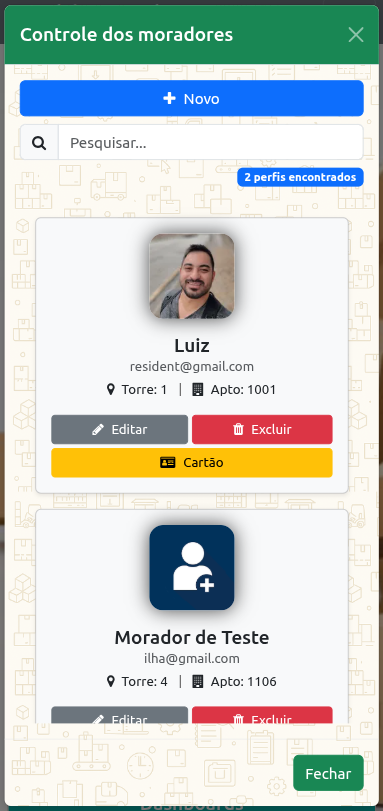 Controle dos moradores
Novo
Pesquisar...
2 perfis encontrados
Luiz
resident@gmail.com
Torre: 1 | Apto: 1001
Editar Excluir
Cartão
Morador de Teste
ilha@gmail.com
Torre: 4 | Apto: 1106
Editar Excluir
Fechar
Dashboards